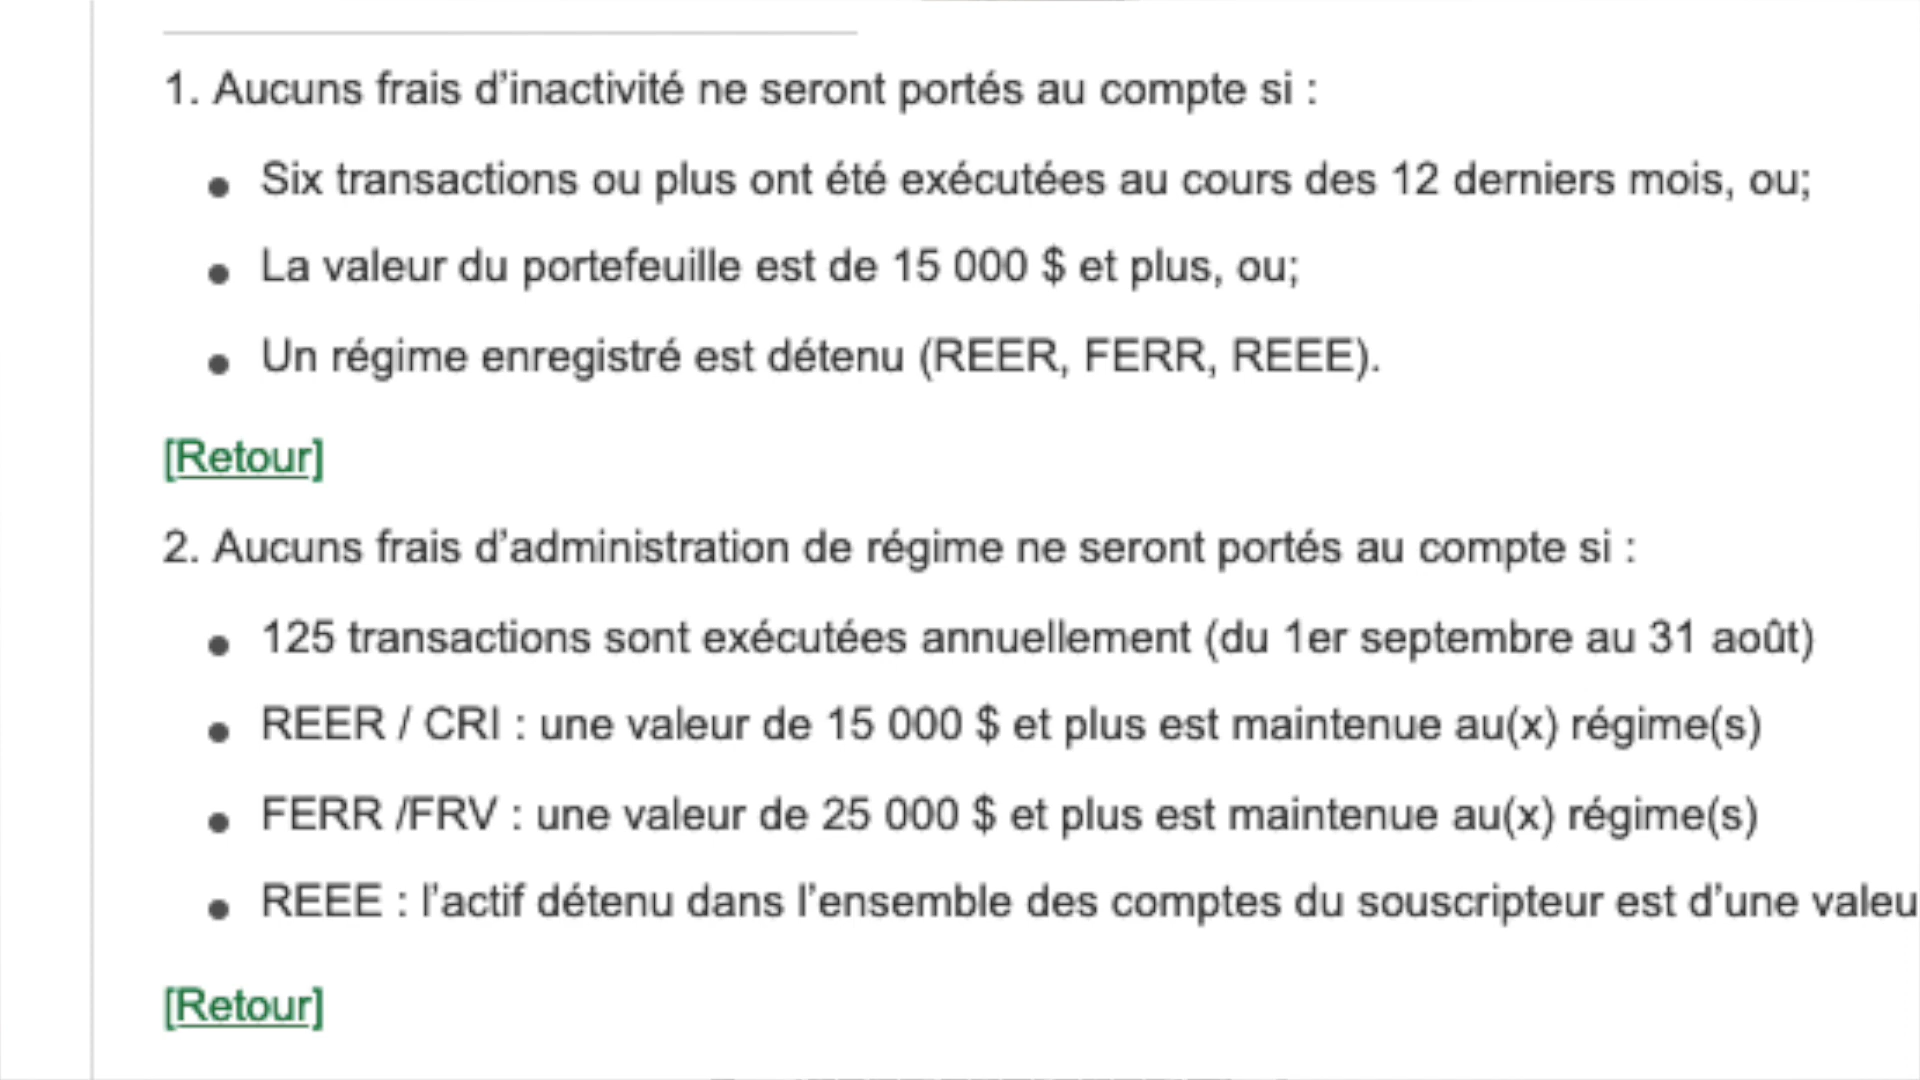 1. Aucuns frais d’inactivité ne seront portés au compte si :
• Six transactions ou plus ont été exécutées au cours des 12 derniers mois, ou;
• La valeur du portefeuille est de 15 000 $ et plus, ou;
• Un régime enregistré est détenu (REER, FERR, REEE).
[Retour]
2. Aucuns frais d’administration de régime ne seront portés au compte si :
• 125 transactions sont exécutées annuellement (du 1er septembre au 31 août)
• REER / CRI : une valeur de 15 000 $ et plus est maintenue au(x) régime(s)
• FERR /FRV : une valeur de 25 000 $ et plus est maintenue au(x) régime(s)
• REEE : l’actif détenu dans l’ensemble des comptes du souscripteur est d’une valeu
[Retour]